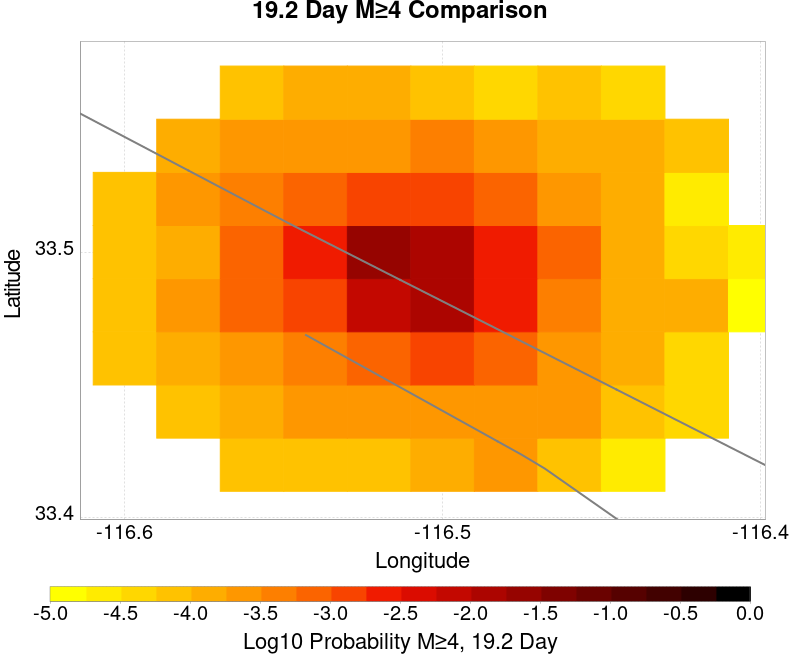 19.2 Day M≥4 Comparison
Latitude
33.5
33.4
-116.6 -116.5 -116.4
Longitude
-5.0 -4.5 -4.0 -3.5 -3.0 -2.5 -2.0 -1.5 -1.0 -0.5 0.0
Log10 Probability M≥4, 19.2 Day